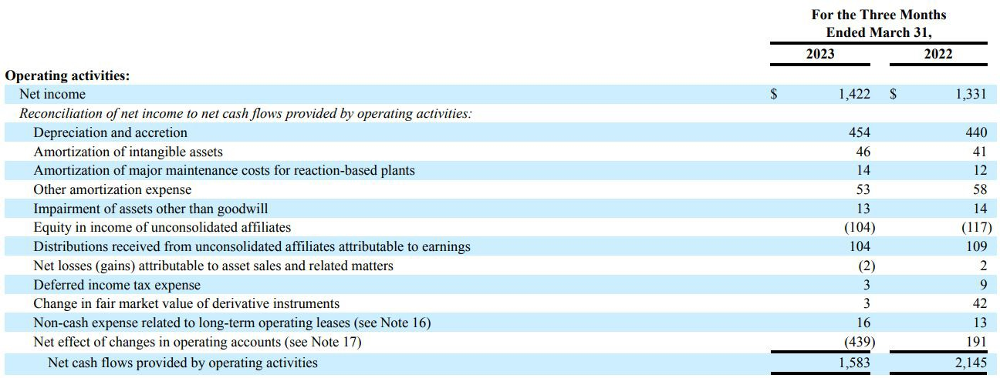 For the Three Months
Ended March 31,
2023 2022
Operating activities:
Net income $ 1,422 $ 1,331
Reconciliation of net income to net cash flows provided by operating activities:
Depreciation and accretion 454 440
Amortization of intangible assets 46 41
Amortization of major maintenance costs for reaction-based plants 14 12
Other amortization expense 53 58
Impairment of assets other than goodwill 13 14
Equity in income of unconsolidated affiliates (104) (117)
Distributions received from unconsolidated affiliates attributable to earnings 104 109
Net losses (gains) attributable to asset sales and related matters (2) 2
Deferred income tax expense 3 9
Change in fair market value of derivative instruments 3 42
Non-cash expense related to long-term operating leases (see Note 16) 16 13
Net effect of changes in operating accounts (see Note 17) (439) 191
Net cash flows provided by operating activities 1,583 2,145